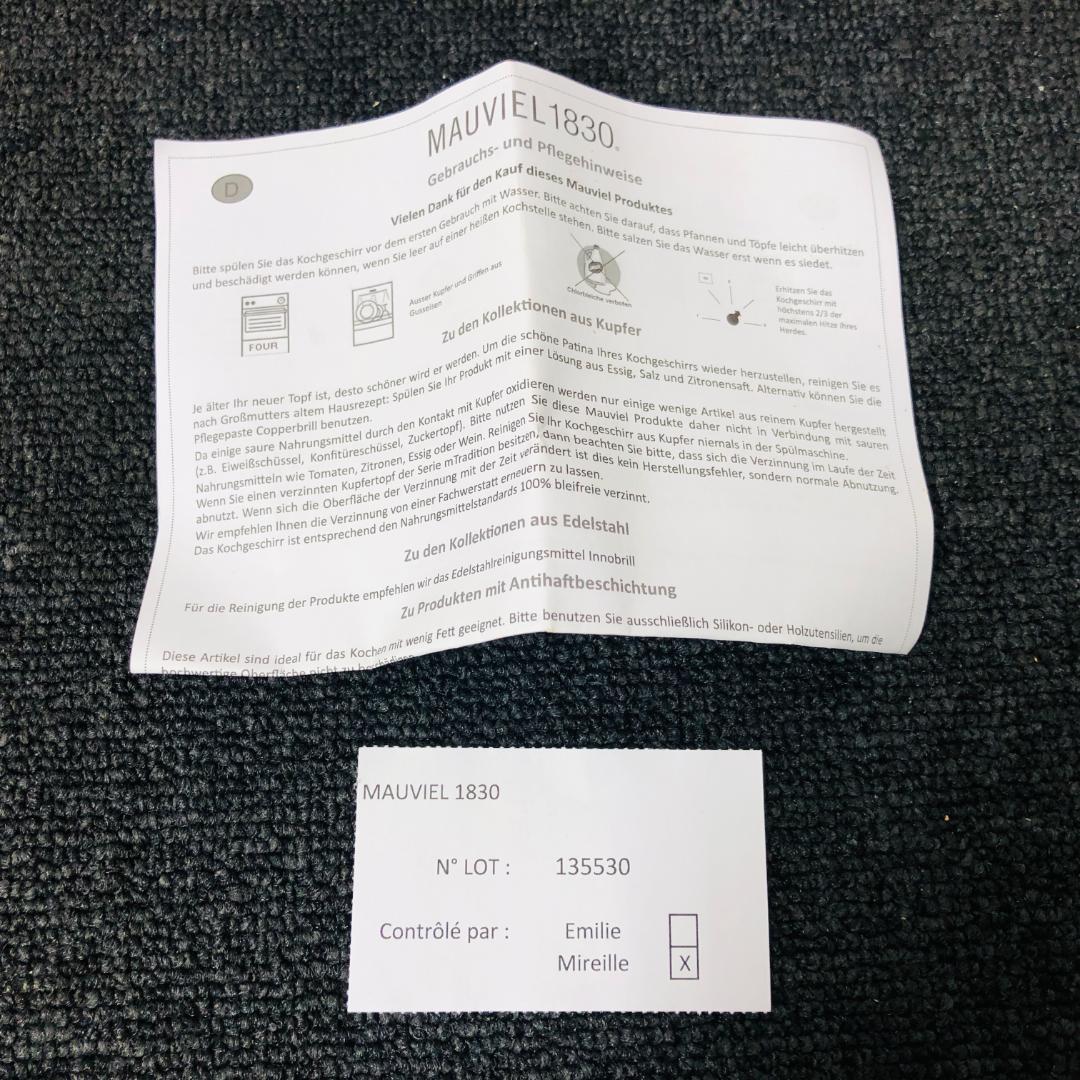 MAUVIEL1830®
D
Gebrauchs- und Pflegehinweise
Vielen Dank für den Kauf dieses Mauviel Produktes
Bitte spülen Sie das Kochgeschirr vor dem ersten Gebrauch mit Wasser. Bitte achten Sie darauf, dass Pfannen und Töpfe leicht überhitzen
und beschädigt werden können, wenn Sie leer auf einer heißen Kochstelle stehen. Bitte salzen Sie das Wasser erst wenn es siedet.
FOUR
Ausser Kupfer und Griffen aus
Gusseisen
Chlorbleiche verboten
Erhitzen Sie das
Kochgeschirr mit
höchstens 2/3 der
maximalen Hitze Ihres
Herdes.
Zu den Kollektionen aus Kupfer
Je älter Ihr neuer Topf ist, desto schöner wird er werden. Um die schöne Patina Ihres Kochgeschirrs wieder herzustellen, reinigen Sie es
nach Großmutters altem Hausrezept: Spülen Sie Ihr Produkt mit einer Lösung aus Essig, Salz und Zitronensaft. Alternativ können Sie die
Pflegepaste Copperbrill benutzen.
Da einige saure Nahrungsmittel durch den Kontakt mit Kupfer oxidieren werden nur einige wenige Artikel aus reinem Kupfer hergestellt
(z.B. Eiweißschüssel, Konfitüreschüssel, Zuckertopf). Bitte nutzen Sie diese Mauviel Produkte daher nicht in Verbindung mit sauren
Nahrungsmitteln wie Tomaten, Zitronen, Essig oder Wein. Reinigen Sie Ihr Kochgeschirr aus Kupfer niemals in der Spülmaschine.
Wenn Sie einen verzinnten Kupfertopf der Serie mTradition besitzen, dann beachten Sie bitte, dass sich die Verzinnung im Laufe der Zeit
abnutzt. Wenn sich die Oberfläche der Verzinnung mit der Zeit verändert ist dies kein Herstellungsfehler, sondern normale Abnutzung.
Wir empfehlen Ihnen die Verzinnung von einer Fachwerstatt erneuern zu lassen.
Das Kochgeschirr ist entsprechend den Nahrungsmittelstandards 100% bleifreie verzinnt.
Zu den Kollektionen aus Edelstahl
Für die Reinigung der Produkte empfehlen wir das Edelstahlreinigungsmittel Innobrill
Zu Produkten mit Antihaftbeschichtung
Diese Artikel sind ideal für das Kochen mit wenig Fett geeignet. Bitte benutzen Sie ausschließlich Silikon- oder Holzutensilien, um die
hochwertige Oberfläche nicht zu
MAUVIEL 1830
N° LOT : 135530
Contrôlé par : Emilie
Mireille X